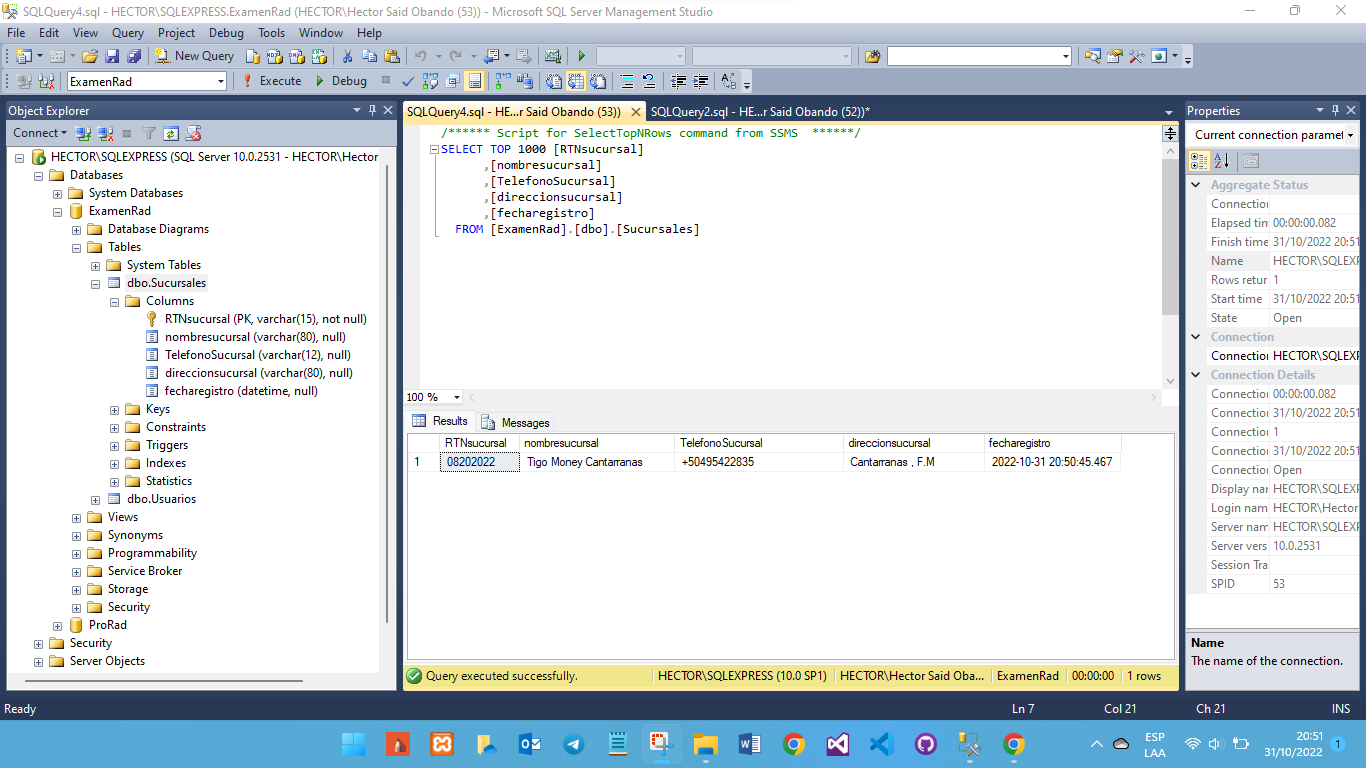 SQLQuery4.sql - HECTOR\SQLEXPRESS.ExamenRad (HECTOR\Hector Said Obando (53)) - Microsoft SQL Server Management Studio
File Edit View Query Project Debug Tools Window Help
New Query
ExamenRad Execute Debug
Object Explorer
Connect
HECTOR\SQLEXPRESS (SQL Server 10.0.2531 - HECTOR\Hector
Databases
System Databases
ExamenRad
Database Diagrams
Tables
System Tables
dbo.Sucursales
Columns
RTNsucursal (PK, varchar(15), not null)
nombresucursal (varchar(80), null)
TelefonoSucursal (varchar(12), null)
direccionsucursal (varchar(80), null)
fecharegistro (datetime, null)
Keys
Constraints
Triggers
Indexes
Statistics
dbo.Usuarios
Views
Synonyms
Programmability
Service Broker
Storage
Security
ProRad
Security
Server Objects
SQLQuery4.sql - HE...r Said Obando (53)) SQLQuery2.sql - HE...r Said Obando (52))*
/****** Script for SelectTopNRows command from SSMS ******/
SELECT TOP 1000 [RTNsucursal]
,[nombresucursal]
,[TelefonoSucursal]
,[direccionsucursal]
,[fecharegistro]
FROM [ExamenRad].[dbo].[Sucursales]
100 %
Results Messages
RTNsucursal nombresucursal TelefonoSucursal direccionsucursal fecharegistro
1 08202022 Tigo Money Cantarranas +50495422835 Cantarranas , F.M 2022-10-31 20:50:45.467
Query executed successfully. HECTOR\SQLEXPRESS (10.0 SP1) HECTOR\Hector Said Oba... ExamenRad 00:00:00 1 rows
Properties
Current connection paramet
Aggregate Status
Connectio
Elapsed tim 00:00:00.082
Finish time 31/10/2022 20:51
Name HECTOR\SQLEXPR
Rows retur 1
Start time 31/10/2022 20:51
State Open
Connection
Connectio HECTOR\SQLEXPR
Connection Details
Connectio 00:00:00.082
Connectio 31/10/2022 20:51
Connectio 1
Connectio 31/10/2022 20:51
Connectio Open
Display nar HECTOR\SQLEXPR
Login name HECTOR\Hector
Server nam HECTOR\SQLEXPR
Server vers 10.0.2531
Session Tra
SPID 53
Name
The name of the connection.
Ready Ln 7 Col 21 Ch 21 INS
ESP
LAA
20:51
31/10/2022
1